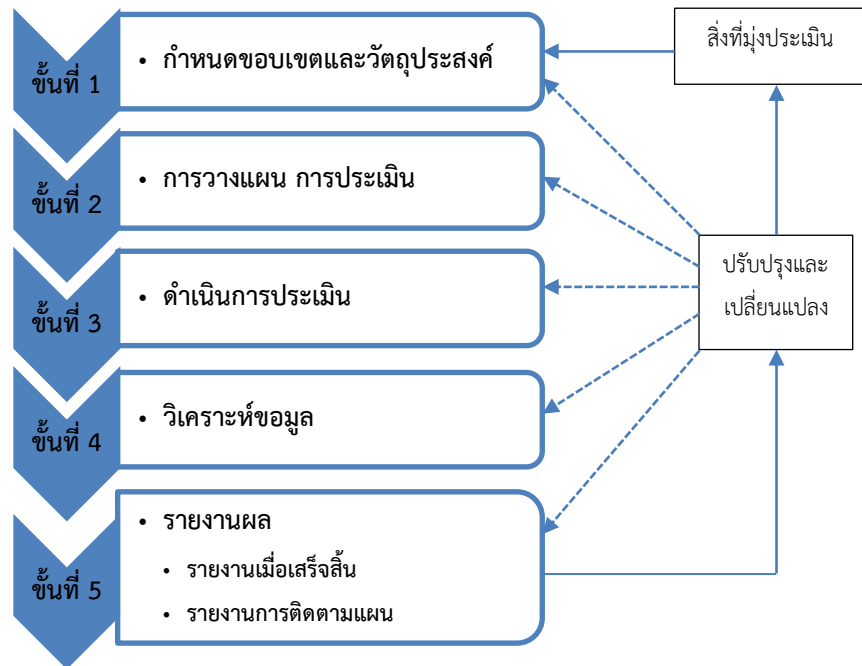 ขั้นที่ 1
• กำหนดขอบเขตและวัตถุประสงค์
สิ่งที่มุ่งประเมิน
ขั้นที่ 2
• การวางแผน การประเมิน
ขั้นที่ 3
• ดำเนินการประเมิน
ปรับปรุงและ
เปลี่ยนแปลง
ขั้นที่ 4
• วิเคราะห์ขอมูล
ขั้นที่ 5
• รายงานผล
• รายงานเมื่อเสร็จสิ้น
• รายงานการติดตามแผน